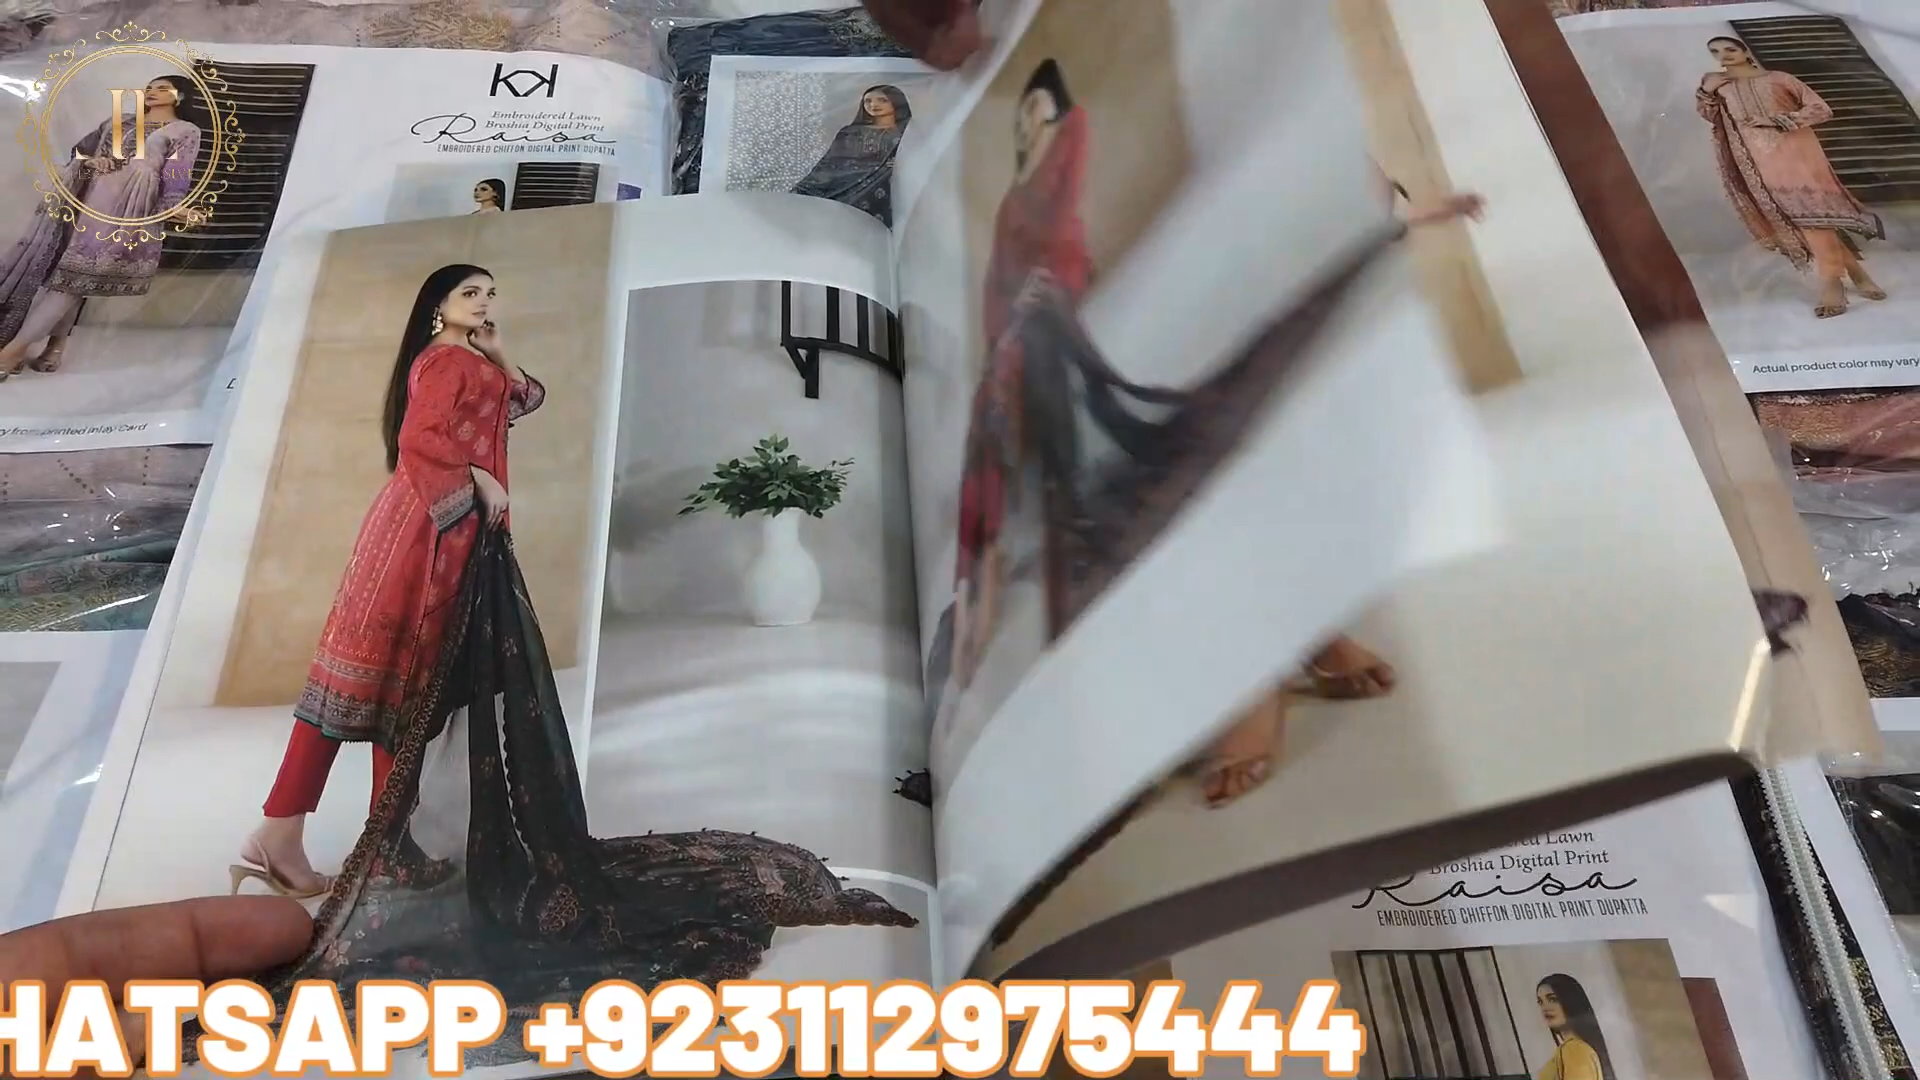 KK
Embroidered Lawn
Broshia Digital Print
Raisa
EMBROIDERED CHIFFON DIGITAL PRINT DUPATTA
Actual product color may vary
from printed inlay Card
Lawn
Broshia Digital Print
Raisa
EMBROIDERED CHIFFON DIGITAL PRINT DUPATTA
HATSAPP +923112975444